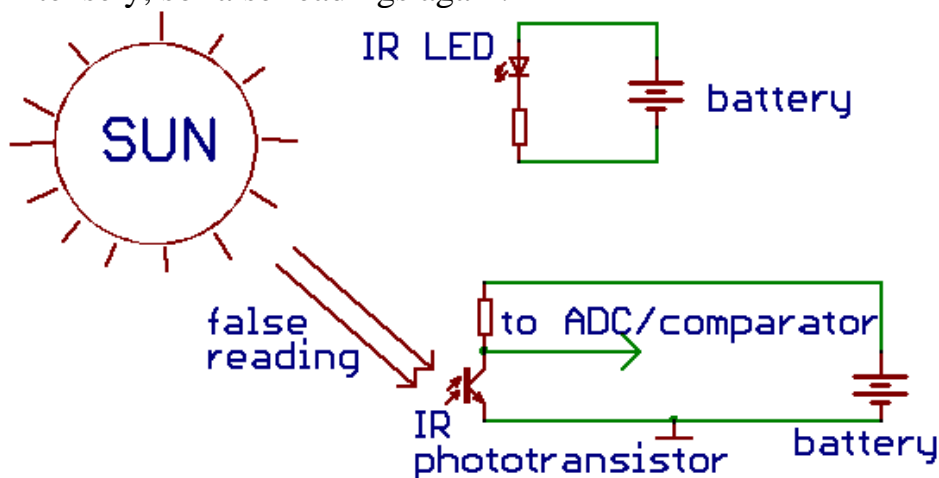 IR LED
battery
SUN
false
reading
to ADC/comparator
IR
phototransistor
battery